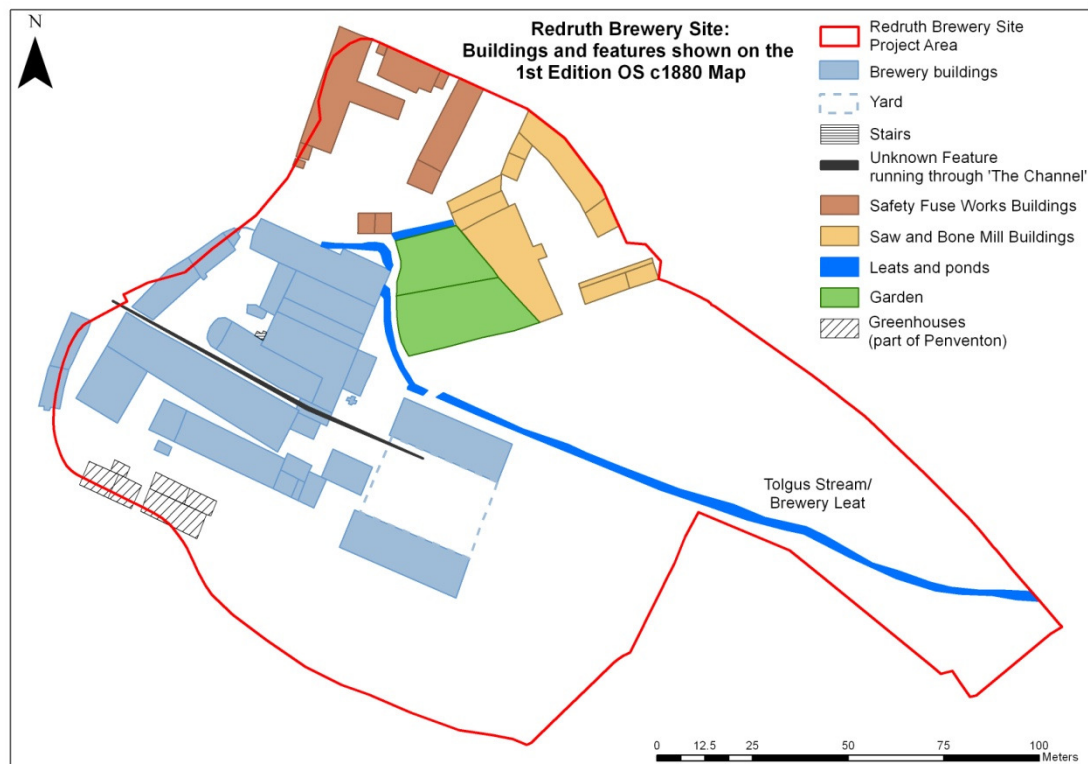 N
Redruth Brewery Site:
Buildings and features shown on the
1st Edition OS c1880 Map
Redruth Brewery Site
Project Area
Brewery buildings
Yard
Stairs
Unknown Feature
running through 'The Channel'
Safety Fuse Works Buildings
Saw and Bone Mill Buildings
Leats and ponds
Garden
Greenhouses
(part of Penventon)
Tolgus Stream/
Brewery Leat
0 12.5 25 50 75 100
Meters